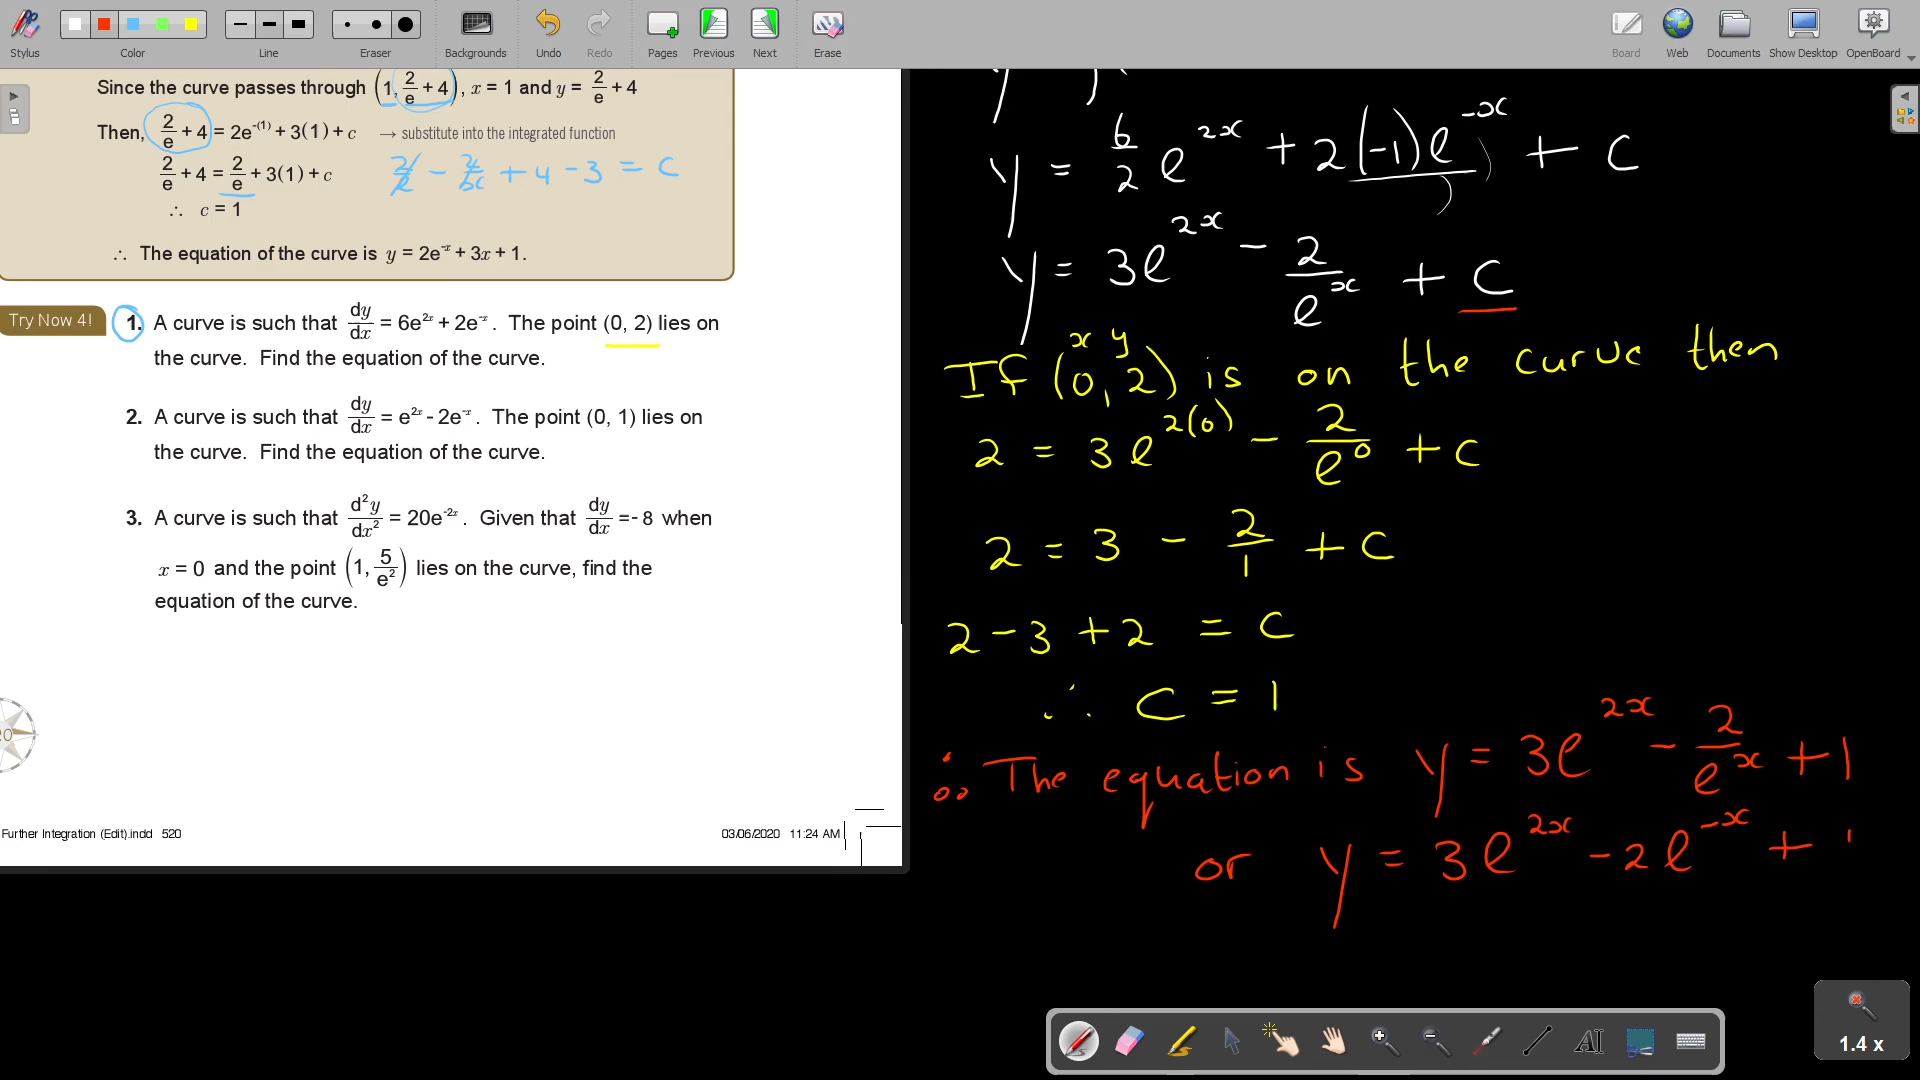 Stylus Color Line Eraser Backgrounds Undo Redo Pages Previous Next Erase Board Web Documents Show Desktop OpenBoard
Since the curve passes through (1, 2/e + 4), x = 1 and y = 2/e + 4
Then, 2/e + 4 = 2e^-(1) + 3(1) + c → substitute into the integrated function
2/e + 4 = 2/e + 3(1) + c
+ 4 - 3 = c
∴ c = 1
∴ The equation of the curve is y = 2e^-x + 3x + 1.
Try Now 4!
1. A curve is such that dy/dx = 6e^2x + 2e^-x. The point (0, 2) lies on
the curve. Find the equation of the curve.
2. A curve is such that dy/dx = e^2x - 2e^-x. The point (0, 1) lies on
the curve. Find the equation of the curve.
3. A curve is such that d²y/dx² = 20e^-2x. Given that dy/dx = - 8 when
x = 0 and the point (1, 5/e²) lies on the curve, find the
equation of the curve.
Further Integration (Edit).indd 520
03/06/2020 11:24 AM
y = 6/2 e^2x + 2(-1)e^-x + c
y = 3e^2x - 2/e^x + c
x y
If (0, 2) is on the curve then
2 = 3e^2(0) - 2/e^0 + c
2 = 3 - 2/1 + c
2 - 3 + 2 = c
∴ c = 1
∴ The equation is y = 3e^2x - 2/e^x + 1
or y = 3e^2x - 2e^-x +
1.4 x